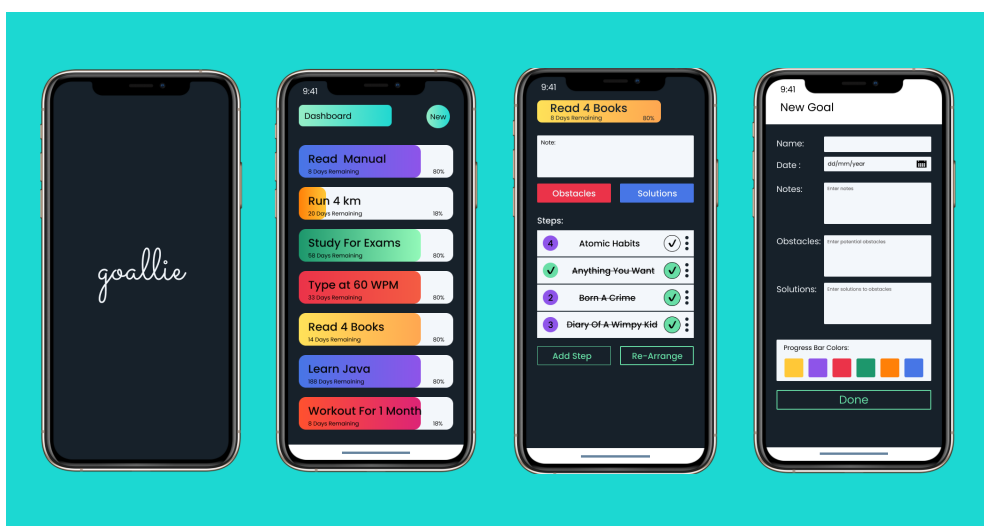 goallie
9:41
Dashboard
New
Read Manual
8 Days Remaining
80%
Run 4 km
20 Days Remaining
18%
Study For Exams
58 Days Remaining
80%
Type at 60 WPM
33 Days Remaining
80%
Read 4 Books
14 Days Remaining
80%
Learn Java
188 Days Remaining
80%
Workout For 1 Month
8 Days Remaining
18%
9:41
Read 4 Books
8 Days Remaining
80%
Note:
Obstacles
Solutions
Steps:
4
Atomic Habits
Anything You Want
2
Born A Crime
3
Diary Of A Wimpy Kid
Add Step
Re-Arrange
9:41
New Goal
Name:
Date :
dd/mm/year
Notes:
Enter notes
Obstacles:
Enter potential obstacles
Solutions:
Enter solutions to obstacles
Progress Bar Colors:
Done